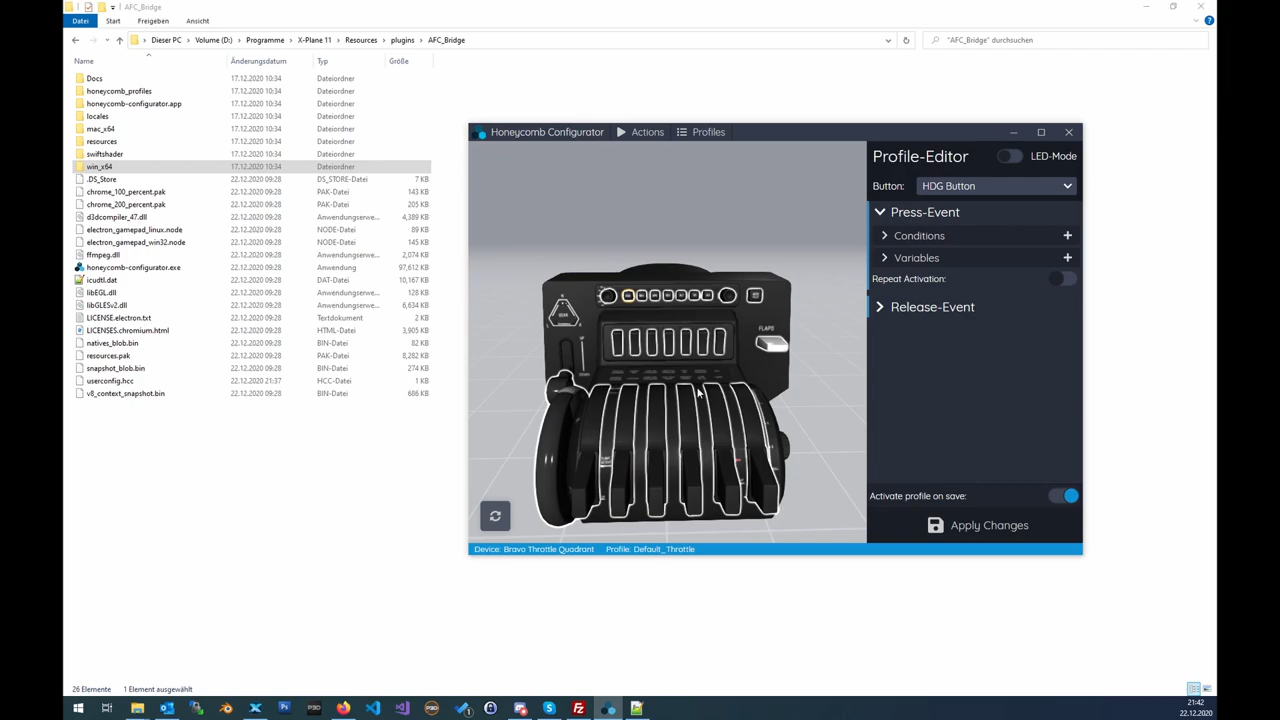 AFC_Bridge
Datei Start Freigeben Ansicht
Dieser PC Volume (D:) Programme X-Plane 11 Resources plugins AFC_Bridge
"AFC_Bridge" durchsuchen
Name Änderungsdatum Typ Größe
Docs 17.12.2020 10:34 Dateiordner
honeycomb_profiles 17.12.2020 10:34 Dateiordner
honeycomb-configurator.app 17.12.2020 10:34 Dateiordner
locales 17.12.2020 10:34 Dateiordner
mac_x64 17.12.2020 10:34 Dateiordner
resources 17.12.2020 10:34 Dateiordner
swiftshader 17.12.2020 10:34 Dateiordner
win_x64 17.12.2020 10:34 Dateiordner
.DS_Store 17.12.2020 10:34 DS_STORE-Datei 7 KB
chrome_100_percent.pak 22.12.2020 09:28 PAK-Datei 143 KB
chrome_200_percent.pak 22.12.2020 09:28 PAK-Datei 205 KB
d3dcompiler_47.dll 22.12.2020 09:28 Anwendungserwe... 4,389 KB
electron_gamepad_linux.node 22.12.2020 09:28 NODE-Datei 89 KB
electron_gamepad_win32.node 22.12.2020 09:28 NODE-Datei 145 KB
ffmpeg.dll 22.12.2020 09:28 Anwendungserwe... 2,074 KB
honeycomb-configurator.exe 22.12.2020 09:28 Anwendung 97,612 KB
icudtl.dat 22.12.2020 09:28 DAT-Datei 10,167 KB
libEGL.dll 22.12.2020 09:28 Anwendungserwe... 128 KB
libGLESv2.dll 22.12.2020 09:28 Anwendungserwe... 6,634 KB
LICENSE.electron.txt 22.12.2020 09:28 Textdokument 2 KB
LICENSES.chromium.html 22.12.2020 09:28 HTML-Datei 3,905 KB
natives_blob.bin 22.12.2020 09:28 BIN-Datei 82 KB
resources.pak 22.12.2020 09:28 PAK-Datei 8,282 KB
snapshot_blob.bin 22.12.2020 09:28 BIN-Datei 274 KB
userconfig.hcc 22.12.2020 21:37 HCC-Datei 1 KB
v8_context_snapshot.bin 22.12.2020 09:28 BIN-Datei 686 KB
Honeycomb Configurator Actions Profiles
Profile-Editor LED-Mode
Button: HDG Button
Press-Event
Conditions
Variables
Repeat Activation:
Release-Event
GEAR
FLAPS
Activate profile on save:
Apply Changes
Device: Bravo Throttle Quadrant Profile: Default_Throttle
26 Elemente 1 Element ausgewählt
P3D
21:42
22.12.2020